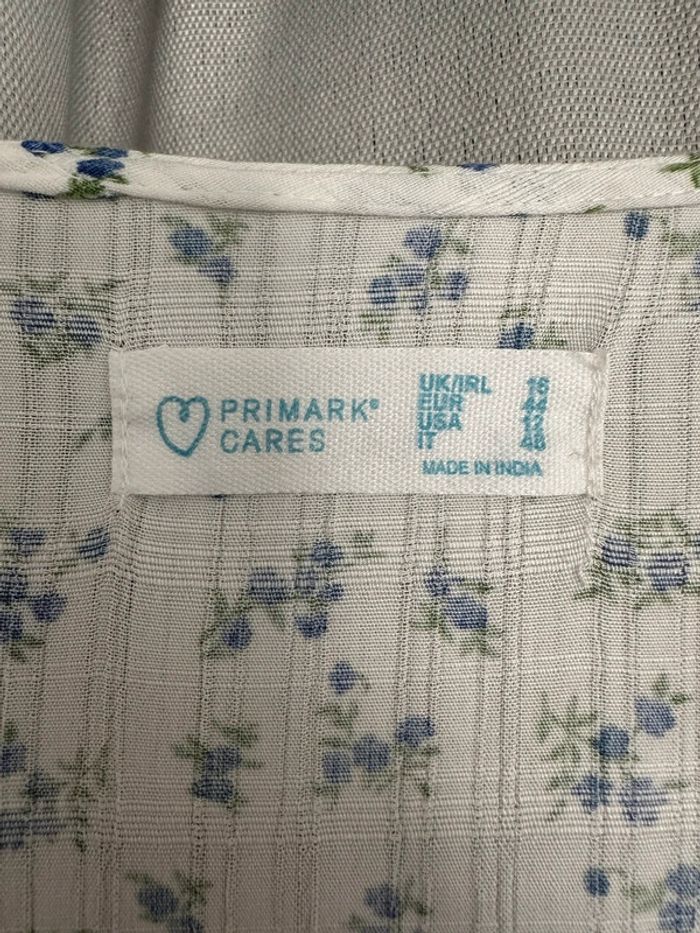 PRIMARK®
CARES
UK/IRL 16
EUR 44
USA 12
IT 48
MADE IN INDIA